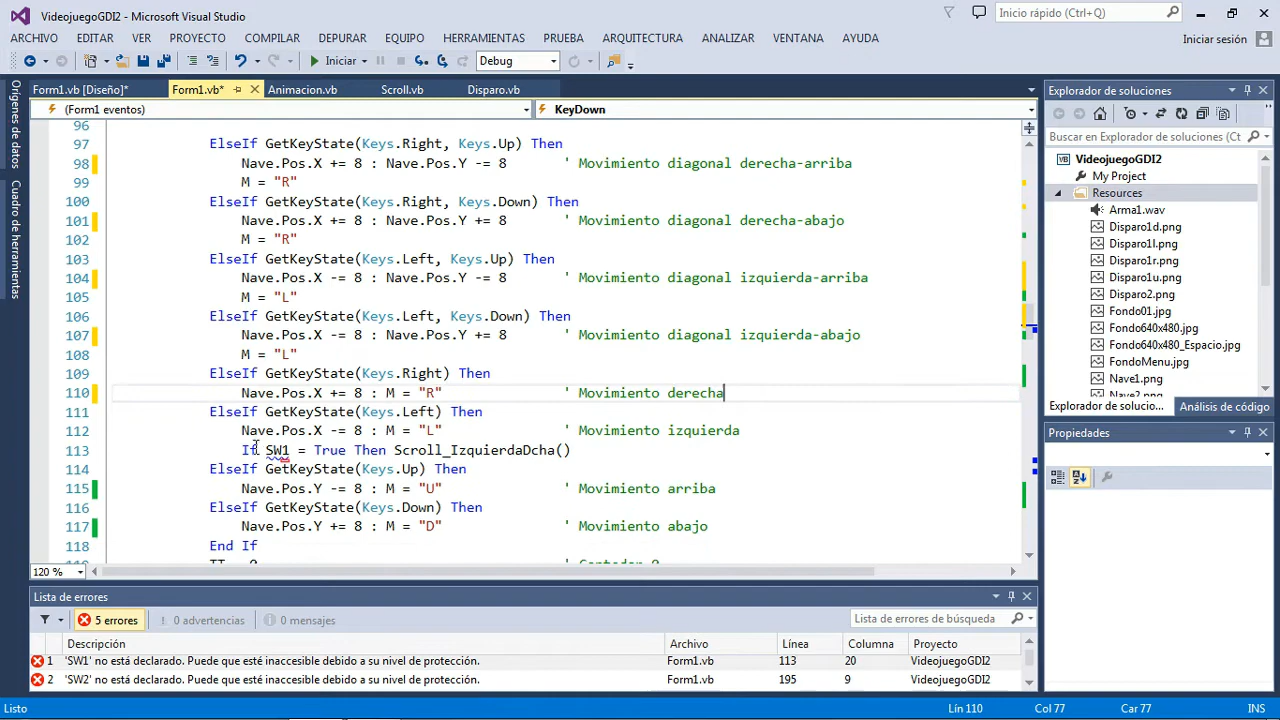 VideojuegoGDI2 - Microsoft Visual Studio
Inicio rápido (Ctrl+Q)
ARCHIVO EDITAR VER PROYECTO COMPILAR DEPURAR EQUIPO HERRAMIENTAS PRUEBA ARQUITECTURA ANALIZAR VENTANA AYUDA
Iniciar sesión
Iniciar
Debug
Form1.vb [Diseño]* Form1.vb* Animacion.vb Scroll.vb Disparo.vb
(Form1 eventos) KeyDown
96
97 ElseIf GetKeyState(Keys.Right, Keys.Up) Then
98 Nave.Pos.X += 8 : Nave.Pos.Y -= 8 ' Movimiento diagonal derecha-arriba
99 M = "R"
100 ElseIf GetKeyState(Keys.Right, Keys.Down) Then
101 Nave.Pos.X += 8 : Nave.Pos.Y += 8 ' Movimiento diagonal derecha-abajo
102 M = "R"
103 ElseIf GetKeyState(Keys.Left, Keys.Up) Then
104 Nave.Pos.X -= 8 : Nave.Pos.Y -= 8 ' Movimiento diagonal izquierda-arriba
105 M = "L"
106 ElseIf GetKeyState(Keys.Left, Keys.Down) Then
107 Nave.Pos.X -= 8 : Nave.Pos.Y += 8 ' Movimiento diagonal izquierda-abajo
108 M = "L"
109 ElseIf GetKeyState(Keys.Right) Then
110 Nave.Pos.X += 8 : M = "R" ' Movimiento derecha
111 ElseIf GetKeyState(Keys.Left) Then
112 Nave.Pos.X -= 8 : M = "L" ' Movimiento izquierda
113 If SW1 = True Then Scroll_IzquierdaDcha()
114 ElseIf GetKeyState(Keys.Up) Then
115 Nave.Pos.Y -= 8 : M = "U" ' Movimiento arriba
116 ElseIf GetKeyState(Keys.Down) Then
117 Nave.Pos.Y += 8 : M = "D" ' Movimiento abajo
118 End If
120 %
Orígenes de datos
Cuadro de herramientas
Explorador de soluciones
Buscar en Explorador de soluciones (Ct
VideojuegoGDI2
My Project
Resources
Arma1.wav
Disparo1d.png
Disparo1l.png
Disparo1r.png
Disparo1u.png
Disparo2.png
Fondo01.jpg
Fondo640x480.jpg
Fondo640x480_Espacio.jpg
FondoMenu.jpg
Nave1.png
Nave2.png
Explorador de solucio... Análisis de código
Propiedades
Lista de errores
5 errores 0 advertencias 0 mensajes
Lista de errores de búsqueda
Descripción Archivo Línea Columna Proyecto
1 'SW1' no está declarado. Puede que esté inaccesible debido a su nivel de protección. Form1.vb 113 20 VideojuegoGDI2
2 'SW2' no está declarado. Puede que esté inaccesible debido a su nivel de protección. Form1.vb 195 9 VideojuegoGDI2
Listo Lín 110 Col 77 Car 77 INS